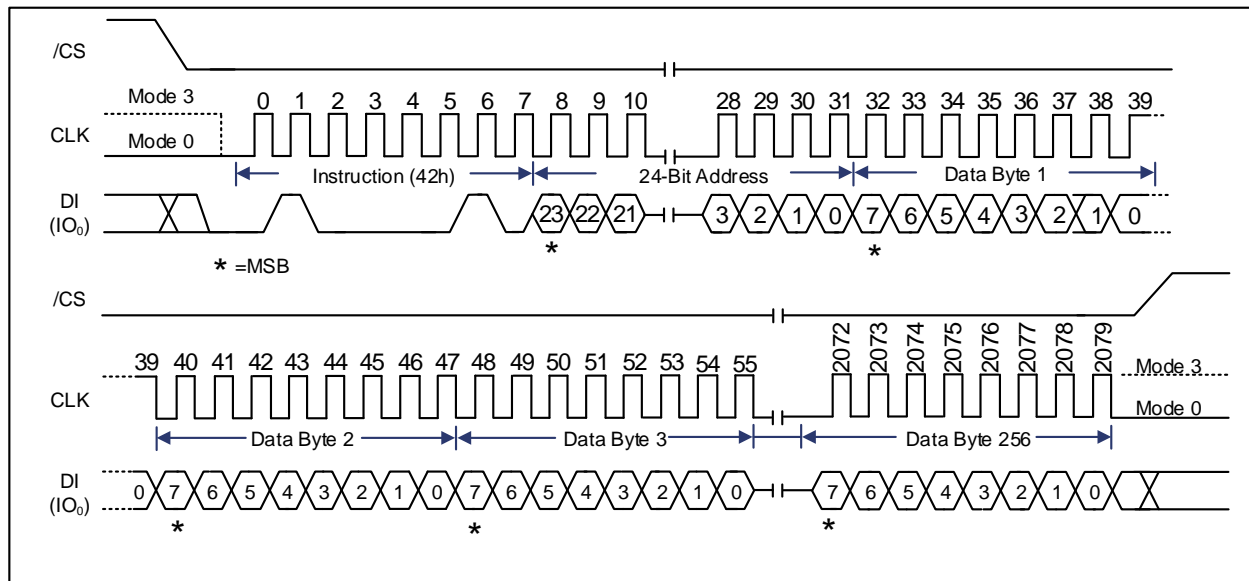 /CS
Mode 3
0 1 2 3 4 5 6 7 8 9 10 28 29 30 31 32 33 34 35 36 37 38 39
CLK
Mode 0
Instruction (42h) 24-Bit Address Data Byte 1
DI
(IO₀)
23 22 21 3 2 1 0 7 6 5 4 3 2 1 0
* *
* =MSB
/CS
39 40 41 42 43 44 45 46 47 48 49 50 51 52 53 54 55 2072 2073 2074 2075 2076 2077 2078 2079
Mode 3
CLK
Mode 0
Data Byte 2 Data Byte 3 Data Byte 256
DI
(IO₀)
0 7 6 5 4 3 2 1 0 7 6 5 4 3 2 1 0 7 6 5 4 3 2 1 0
* * *